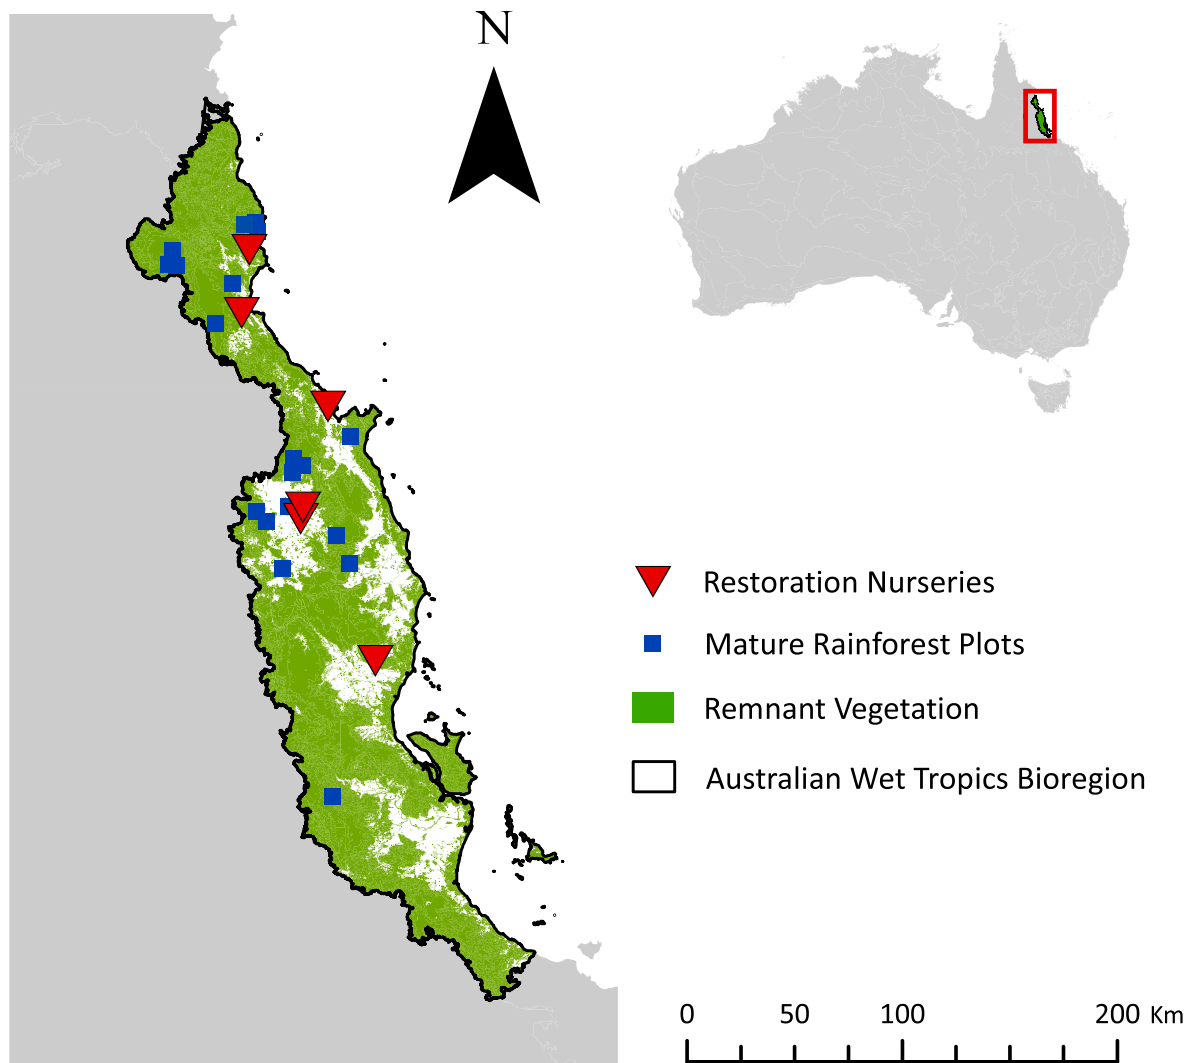 N
Restoration Nurseries
Mature Rainforest Plots
Remnant Vegetation
Australian Wet Tropics Bioregion
0 50 100 200 Km